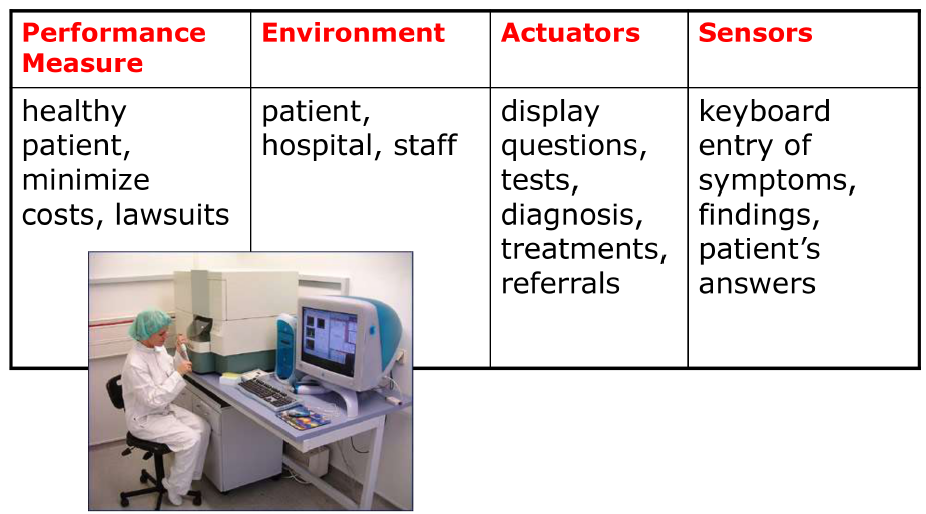 Performance
Measure
Environment
Actuators
Sensors
healthy
patient,
minimize
costs, lawsuits
patient,
hospital, staff
display
questions,
tests,
diagnosis,
treatments,
referrals
keyboard
entry of
symptoms,
findings,
patient’s
answers